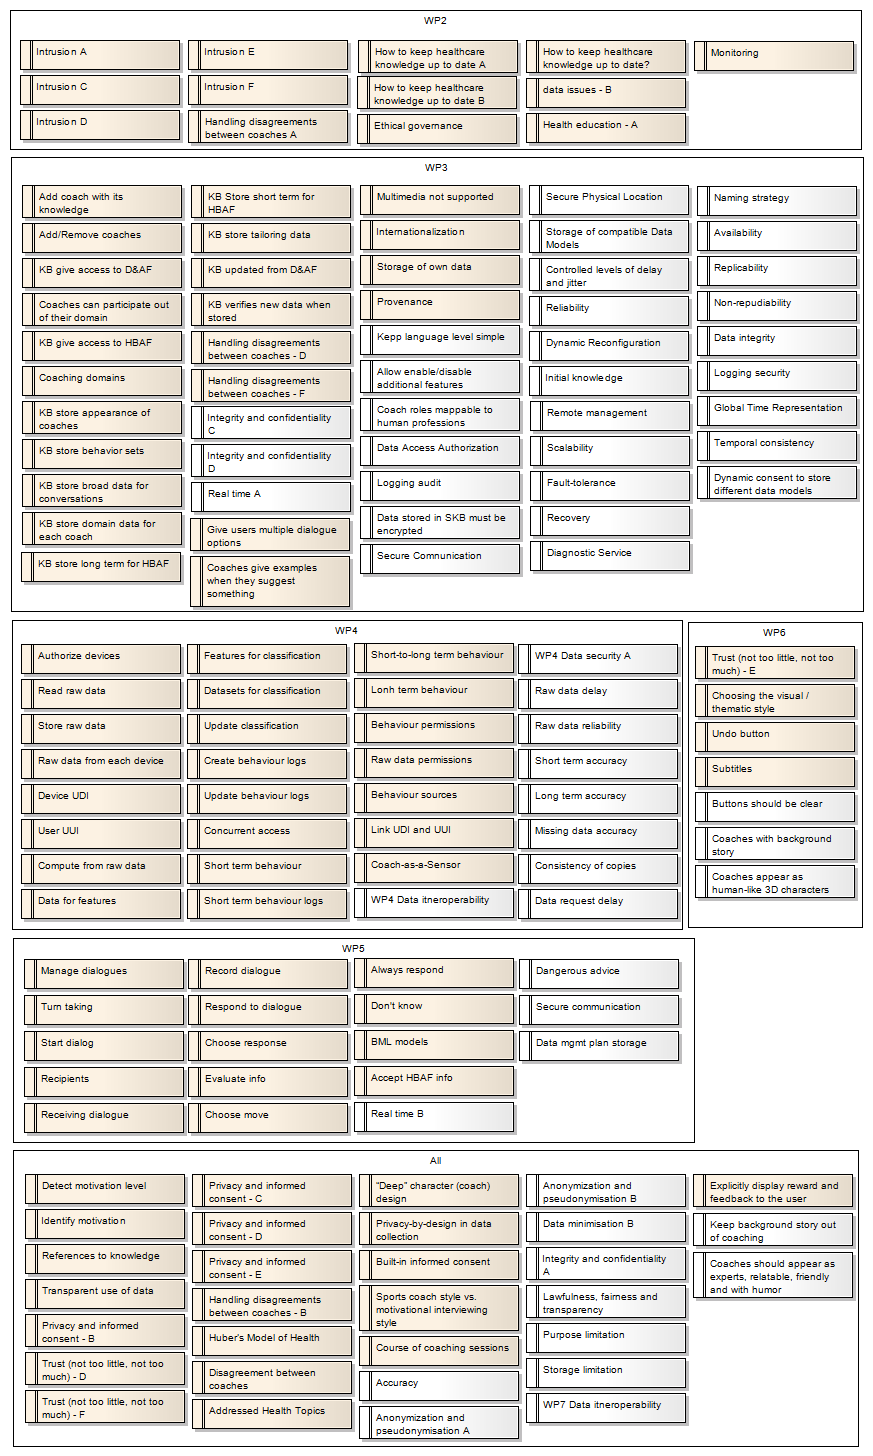 WP2
Intrusion A
Intrusion C
Intrusion D
Intrusion E
Intrusion F
Handling disagreements
between coaches A
How to keep healthcare
knowledge up to date A
How to keep healthcare
knowledge up to date B
Ethical governance
How to keep healthcare
knowledge up to date?
data issues - B
Health education - A
Monitoring
WP3
Add coach with its
knowledge
Add/Remove coaches
KB give access to D&AF
Coaches can participate out
of their domain
KB give access to HBAF
Coaching domains
KB store appearance of
coaches
KB store behavior sets
KB store broad data for
conversations
KB store domain data for
each coach
KB store long term for HBAF
KB Store short term for
HBAF
KB store tailoring data
KB updated from D&AF
KB verifies new data when
stored
Handling disagreements
between coaches - D
Handling disagreements
between coaches - F
Integrity and confidentiality
C
Integrity and confidentiality
D
Real time A
Give users multiple dialogue
options
Coaches give examples
when they suggest
something
Multimedia not supported
Internationalization
Storage of own data
Provenance
Kepp language level simple
Allow enable/disable
additional features
Coach roles mappable to
human professions
Data Access Authorization
Logging audit
Data stored in SKB must be
encrypted
Secure Comnunication
Secure Physical Location
Storage of compatible Data
Models
Controlled levels of delay
and jitter
Reliability
Dynamic Reconfiguration
Initial knowledge
Remote management
Scalability
Fault-tolerance
Recovery
Diagnostic Service
Naming strategy
Availability
Replicability
Non-repudiability
Data integrity
Logging security
Global Time Representation
Temporal consistency
Dynamic consent to store
different data models
WP4
Authorize devices
Read raw data
Store raw data
Raw data from each device
Device UDI
User UUI
Compute from raw data
Data for features
Features for classification
Datasets for classification
Update classification
Create behaviour logs
Update behaviour logs
Concurrent access
Short term behaviour
Short term behaviour logs
Short-to-long term behaviour
Lonh term behaviour
Behaviour permissions
Raw data permissions
Behaviour sources
Link UDI and UUI
Coach-as-a-Sensor
WP4 Data itneroperability
WP4 Data security A
Raw data delay
Raw data reliability
Short term accuracy
Long term accuracy
Missing data accuracy
Consistency of copies
Data request delay
WP6
Trust (not too little, not too
much) - E
Choosing the visual /
thematic style
Undo button
Subtitles
Buttons should be clear
Coaches with background
story
Coaches appear as
human-like 3D characters
WP5
Manage dialogues
Turn taking
Start dialog
Recipients
Receiving dialogue
Record dialogue
Respond to dialogue
Choose response
Evaluate info
Choose move
Always respond
Don't know
BML models
Accept HBAF info
Real time B
Dangerous advice
Secure communication
Data mgmt plan storage
All
Detect motivation level
Identify motivation
References to knowledge
Transparent use of data
Privacy and informed
consent - B
Trust (not too little, not too
much) - D
Trust (not too little, not too
much) - F
Privacy and informed
consent - C
Privacy and informed
consent - D
Privacy and informed
consent - E
Handling disagreements
between coaches - B
Huber's Model of Health
Disagreement between
coaches
Addressed Health Topics
"Deep" character (coach)
design
Privacy-by-design in data
collection
Built-in informed consent
Sports coach style vs.
motivational interviewing
style
Course of coaching sessions
Accuracy
Anonymization and
pseudonymisation A
Anonymization and
pseudonymisation B
Data minimisation B
Integrity and confidentiality
A
Lawfulness, fairness and
transparency
Purpose limitation
Storage limitation
WP7 Data itneroperability
Explicitly display reward and
feedback to the user
Keep background story out
of coaching
Coaches should appear as
experts, relatable, friendly
and with humor